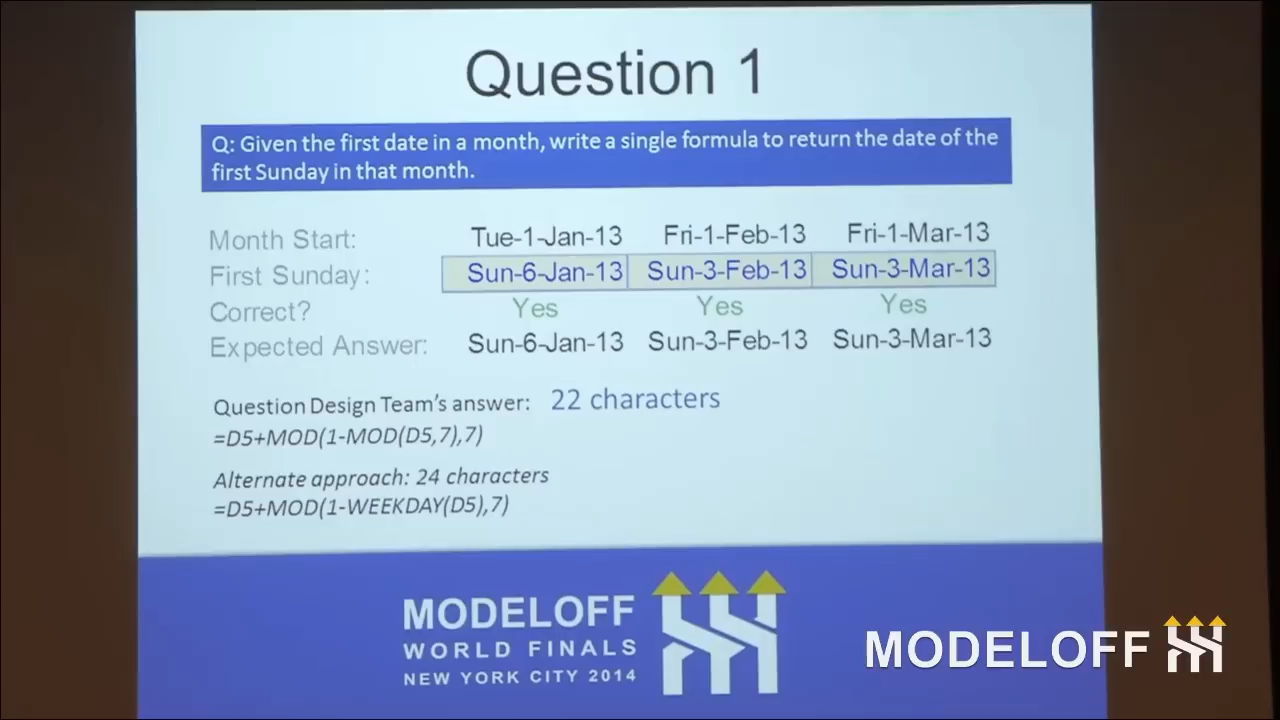 Question 1
Q: Given the first date in a month, write a single formula to return the date of the
first Sunday in that month.
Month Start: Tue-1-Jan-13 Fri-1-Feb-13 Fri-1-Mar-13
First Sunday: Sun-6-Jan-13 Sun-3-Feb-13 Sun-3-Mar-13
Correct? Yes Yes Yes
Expected Answer: Sun-6-Jan-13 Sun-3-Feb-13 Sun-3-Mar-13
Question Design Team's answer: 22 characters
=D5+MOD(1-MOD(D5,7),7)
Alternate approach: 24 characters
=D5+MOD(1-WEEKDAY(D5),7)
MODELOFF
WORLD FINALS
NEW YORK CITY 2014
MODELOFF